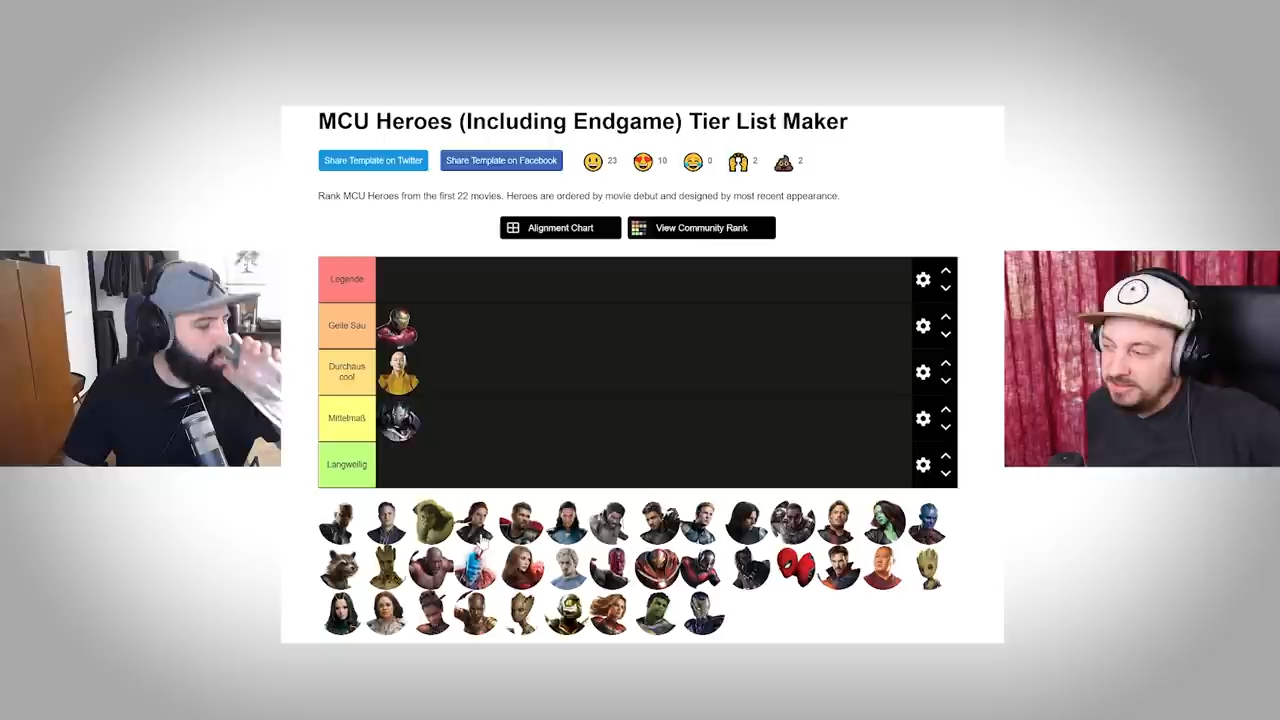 MCU Heroes (Including Endgame) Tier List Maker
Share Template on Twitter Share Template on Facebook 23 10 0 2 2
Rank MCU Heroes from the first 22 movies. Heroes are ordered by movie debut and designed by most recent appearance.
Alignment Chart View Community Rank
Legende
Geile Sau
Durchaus
cool
Mittelmaß
Langweilig